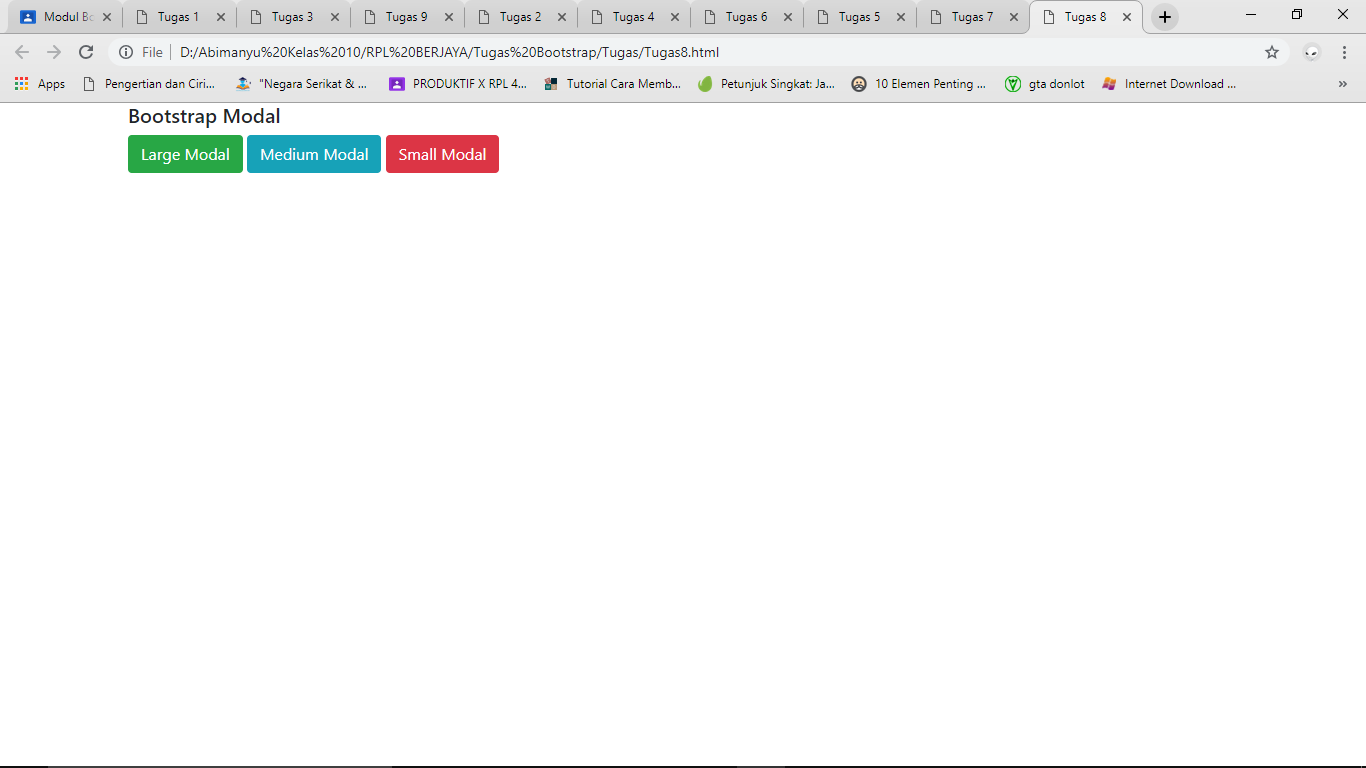 Modul Bo Tugas 1 Tugas 3 Tugas 9 Tugas 2 Tugas 4 Tugas 6 Tugas 5 Tugas 7 Tugas 8
File D:/Abimanyu%20Kelas%2010/RPL%20BERJAYA/Tugas%20Bootstrap/Tugas/Tugas8.html
Apps Pengertian dan Ciri... "Negara Serikat & ... PRODUKTIF X RPL 4... Tutorial Cara Memb... Petunjuk Singkat: Ja... 10 Elemen Penting ... gta donlot Internet Download ... »
Bootstrap Modal
Large Modal Medium Modal Small Modal